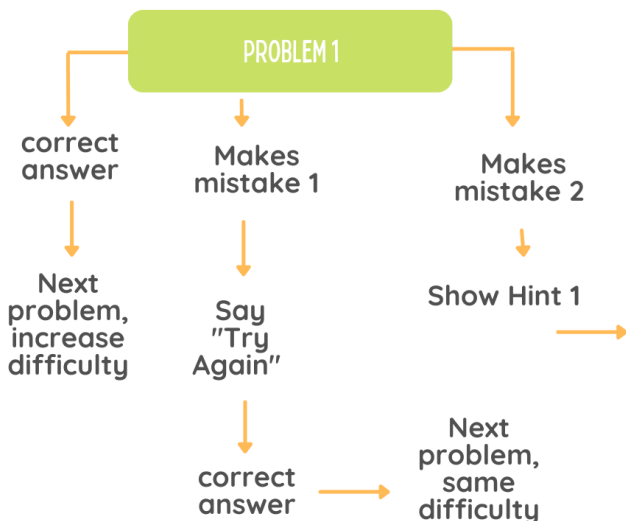 PROBLEM 1
correct
answer
Makes
mistake 1
Makes
mistake 2
Next
problem,
increase
difficulty
Say
"Try
Again"
Show Hint 1
correct
answer
Next
problem,
same
difficulty